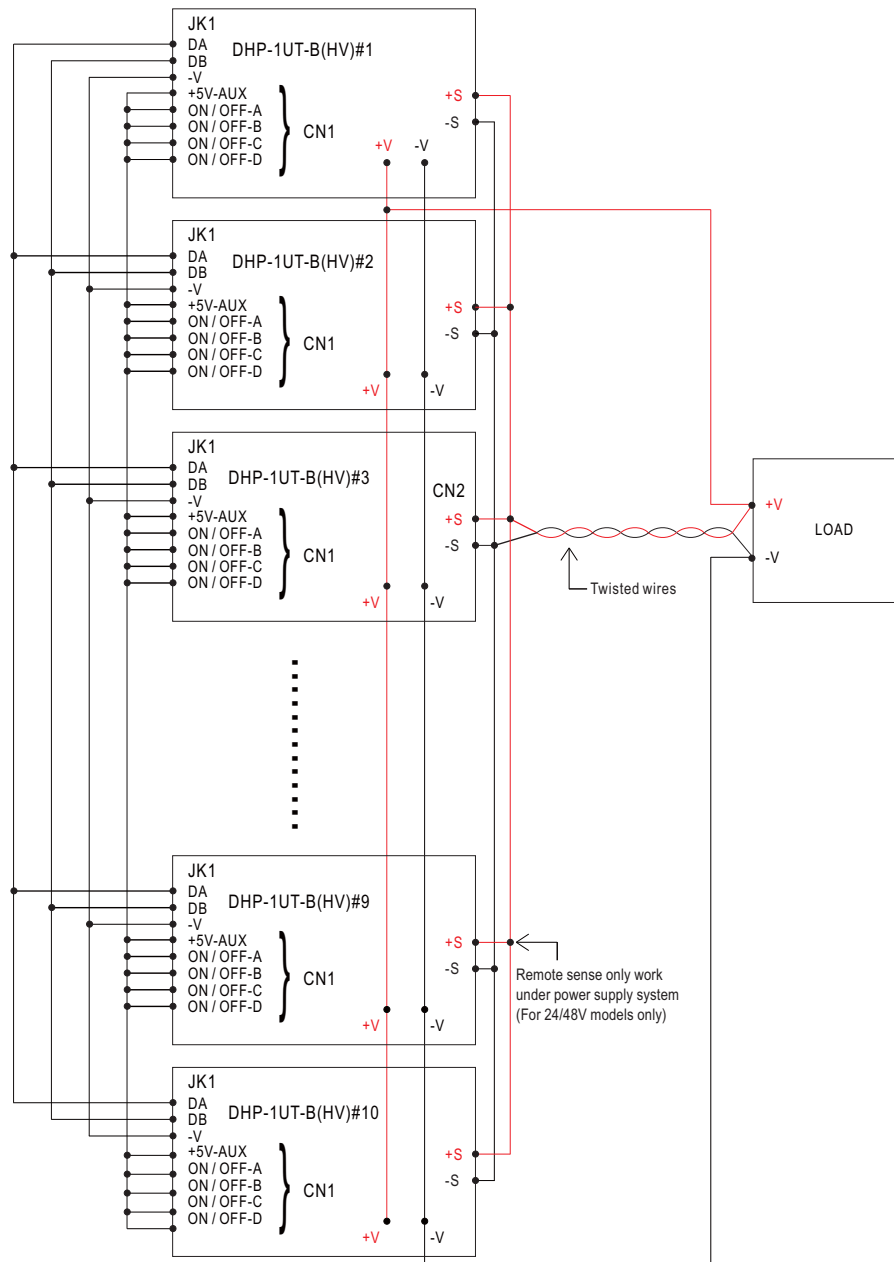 JK1
DHP-1UT-B(HV)#1
DA
DB
-V
+5V-AUX
ON / OFF-A
ON / OFF-B
ON / OFF-C
ON / OFF-D
CN1
+S
-S
+V
-V
JK1
DHP-1UT-B(HV)#2
DA
DB
-V
+5V-AUX
ON / OFF-A
ON / OFF-B
ON / OFF-C
ON / OFF-D
CN1
+S
-S
+V
-V
JK1
DHP-1UT-B(HV)#3
DA
DB
-V
+5V-AUX
ON / OFF-A
ON / OFF-B
ON / OFF-C
ON / OFF-D
CN1
CN2
+S
-S
+V
-V
Twisted wires
+V
-V
LOAD
JK1
DHP-1UT-B(HV)#9
DA
DB
-V
+5V-AUX
ON / OFF-A
ON / OFF-B
ON / OFF-C
ON / OFF-D
CN1
+S
-S
+V
-V
Remote sense only work
under power supply system
(For 24/48V models only)
JK1
DHP-1UT-B(HV)#10
DA
DB
-V
+5V-AUX
ON / OFF-A
ON / OFF-B
ON / OFF-C
ON / OFF-D
CN1
+S
-S
+V
-V